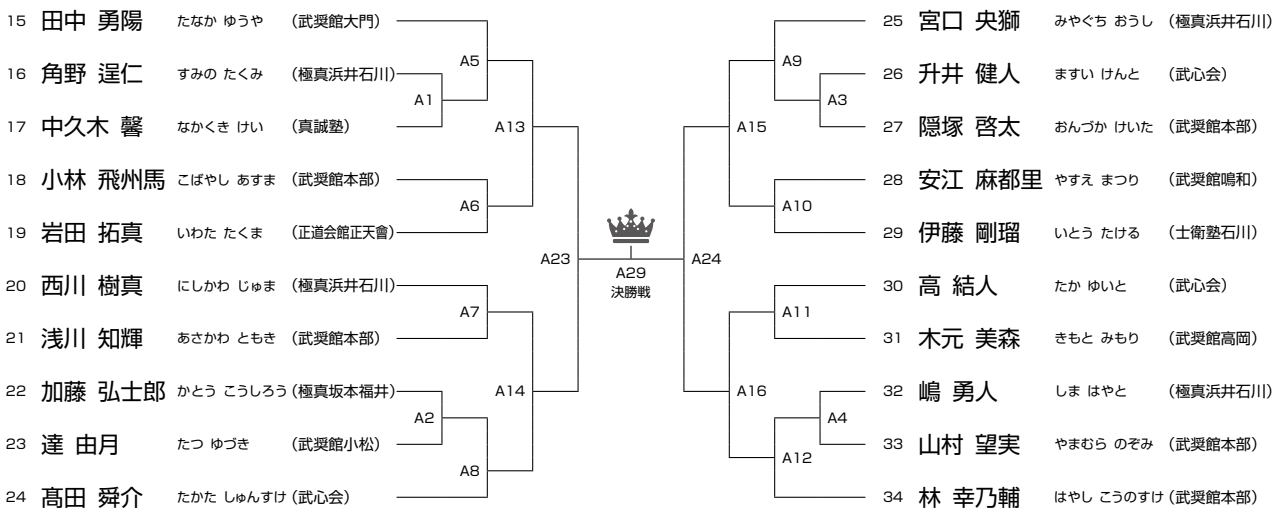 15 田中 勇陽 たなか ゆうや (武奨館大門)
16 角野 逞仁 すみの たくみ (極真浜井石川)
17 中久木 馨 なかくき けい (真誠塾)
18 小林 飛州馬 こばやし あすま (武奨館本部)
19 岩田 拓真 いわた たくま (正道会館正天會)
20 西川 樹真 にしかわ じゅま (極真浜井石川)
21 浅川 知輝 あさかわ ともき (武奨館本部)
22 加藤 弘士郎 かとう こうしろう (極真坂本福井)
23 達 由月 たつ ゆづき (武奨館小松)
24 髙田 舜介 たかた しゅんすけ (武心会)
A5
A1
A13
A6
A23
A7
A14
A2
A8
A29
決勝戦
A24
A9
A3
A15
A10
A11
A16
A4
A12
25 宮口 央獅 みやぐち おうし (極真浜井石川)
26 升井 健人 ますい けんと (武心会)
27 隠塚 啓太 おんづか けいた (武奨館本部)
28 安江 麻都里 やすえ まつり (武奨館鳴和)
29 伊藤 剛瑠 いとう たける (士衛塾石川)
30 高 結人 たか ゆいと (武心会)
31 木元 美森 きもと みもり (武奨館高岡)
32 嶋 勇人 しま はやと (極真浜井石川)
33 山村 望実 やまむら のぞみ (武奨館本部)
34 林 幸乃輔 はやし こうのすけ (武奨館本部)